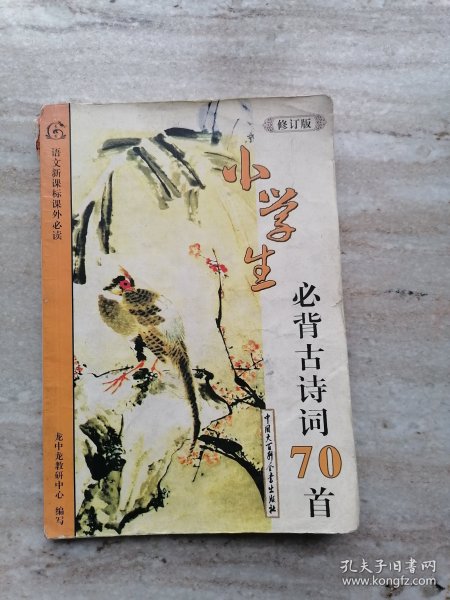 修订版
小学生
必背古诗词70首
语文新课标课外必读
龙中龙教研中心 编写
中国大百科全书出版社
孔夫子旧书网
www.kongfz.com